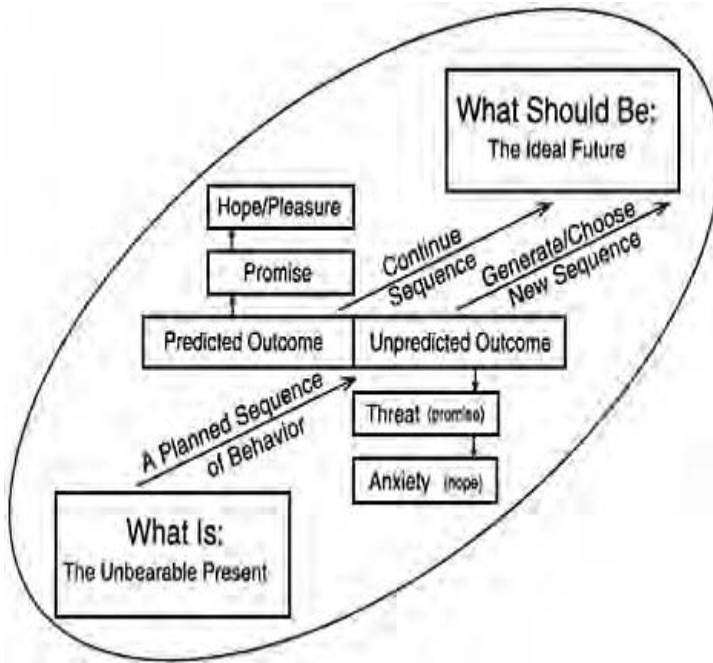 What Should Be:
The Ideal Future
Hope/Pleasure
Promise
Continue
Sequence
Generate/Choose
New Sequence
Predicted Outcome
Unpredicted Outcome
A Planned Sequence
of Behavior
Threat (promise)
Anxiety (hope)
What Is:
The Unbearable Present